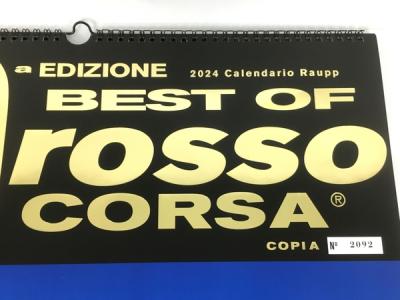 a EDIZIONE 2024 Calendario Raupp
BEST OF
rosso
CORSA®
COPIA Nº 2092